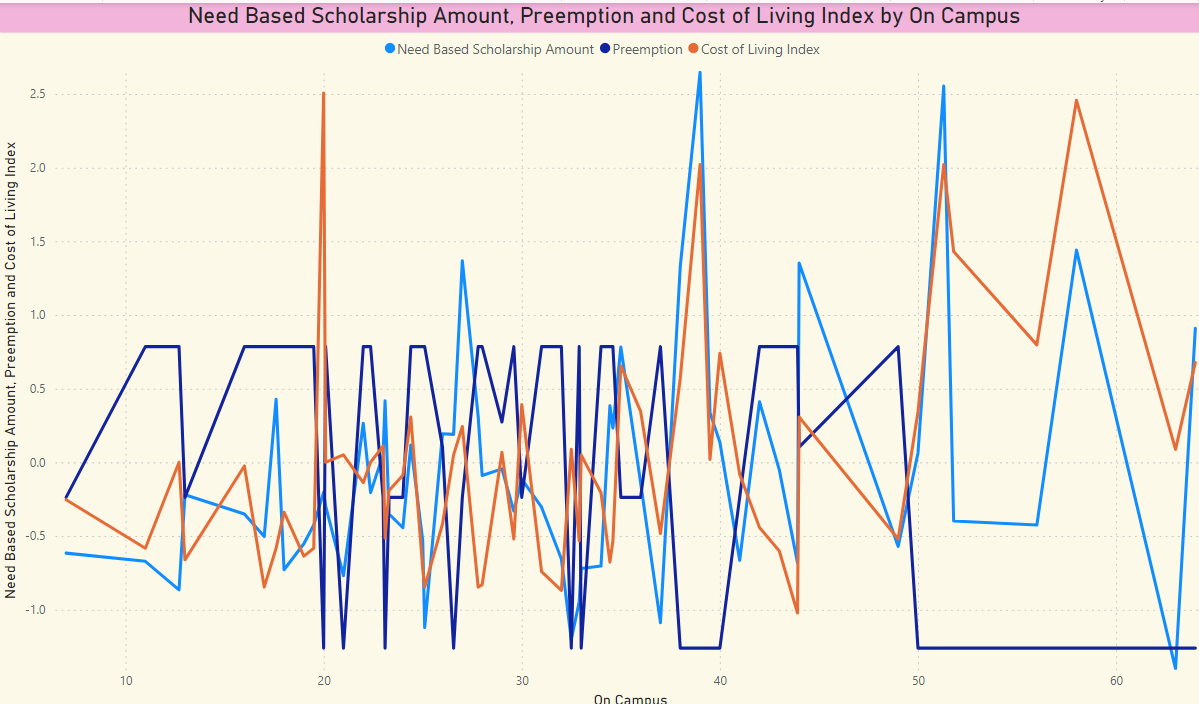 Need Based Scholarship Amount, Preemption and Cost of Living Index by On Campus
Need Based Scholarship Amount Preemption Cost of Living Index
Need Based Scholarship Amount, Preemption and Cost of Living Index
2.5
2.0
1.5
1.0
0.5
0.0
-0.5
-1.0
10 20 30 40 50 60
On Campus